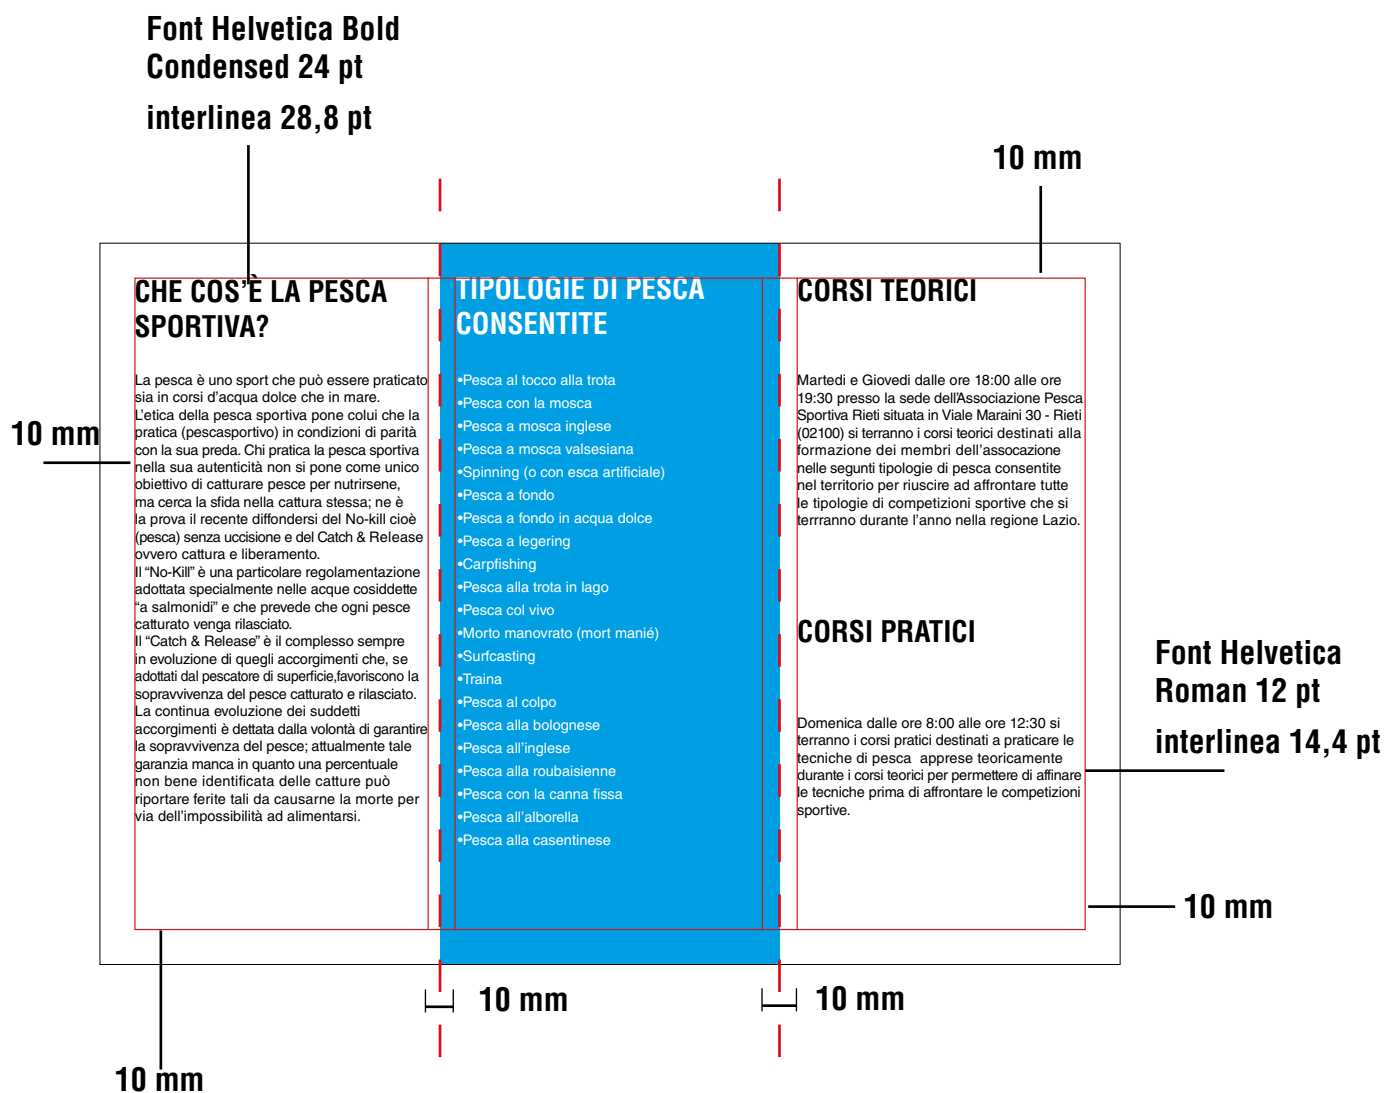 Font Helvetica Bold
Condensed 24 pt
interlinea 28,8 pt
10 mm
10 mm
CHE COS'È LA PESCA
SPORTIVA?
La pesca è uno sport che può essere praticato
sia in corsi d'acqua dolce che in mare.
L'etica della pesca sportiva pone colui che la
pratica (pescasportivo) in condizioni di parità
con la sua preda. Chi pratica la pesca sportiva
nella sua autenticità non si pone come unico
obiettivo di catturare pesce per nutrirsene,
ma cerca la sfida nella cattura stessa; ne è
la prova il recente diffondersi del No-kill cioè
(pesca) senza uccisione e del Catch & Release
ovvero cattura e liberamento.
Il “No-Kill” è una particolare regolamentazione
adottata specialmente nelle acque cosiddette
“a salmonidi” e che prevede che ogni pesce
catturato venga rilasciato.
Il “Catch & Release” è il complesso sempre
in evoluzione di quegli accorgimenti che, se
adottati dal pescatore di superficie,favoriscono la
sopravvivenza del pesce catturato e rilasciato.
La continua evoluzione dei suddetti
accorgimenti è dettata dalla volontà di garantire
la sopravvivenza del pesce; attualmente tale
garanzia manca in quanto una percentuale
non bene identificata delle catture può
riportare ferite tali da causarne la morte per
via dell'impossibilità ad alimentarsi.
TIPOLOGIE DI PESCA
CONSENTITE
•Pesca al tocco alla trota
•Pesca con la mosca
•Pesca a mosca inglese
•Pesca a mosca valsesiana
•Spinning (o con esca artificiale)
•Pesca a fondo
•Pesca a fondo in acqua dolce
•Pesca a legering
•Carpfishing
•Pesca alla trota in lago
•Pesca col vivo
•Morto manovrato (mort manié)
•Surfcasting
•Traina
•Pesca al colpo
•Pesca alla bolognese
•Pesca all'inglese
•Pesca alla roubaisienne
•Pesca con la canna fissa
•Pesca all'alborella
•Pesca alla casentinese
CORSI TEORICI
Martedi e Giovedi dalle ore 18:00 alle ore
19:30 presso la sede dell'Associazione Pesca
Sportiva Rieti situata in Viale Maraini 30 - Rieti
(02100) si terranno i corsi teorici destinati alla
formazione dei membri dell'assocazione
nelle segunti tipologie di pesca consentite
nel territorio per riuscire ad affrontare tutte
le tipologie di competizioni sportive che si
terrranno durante l'anno nella regione Lazio.
CORSI PRATICI
Domenica dalle ore 8:00 alle ore 12:30 si
terranno i corsi pratici destinati a praticare le
tecniche di pesca  apprese teoricamente
durante i corsi teorici per permettere di affinare
le tecniche prima di affrontare le competizioni
sportive.
Font Helvetica
Roman 12 pt
interlinea 14,4 pt
10 mm
10 mm
10 mm
10 mm